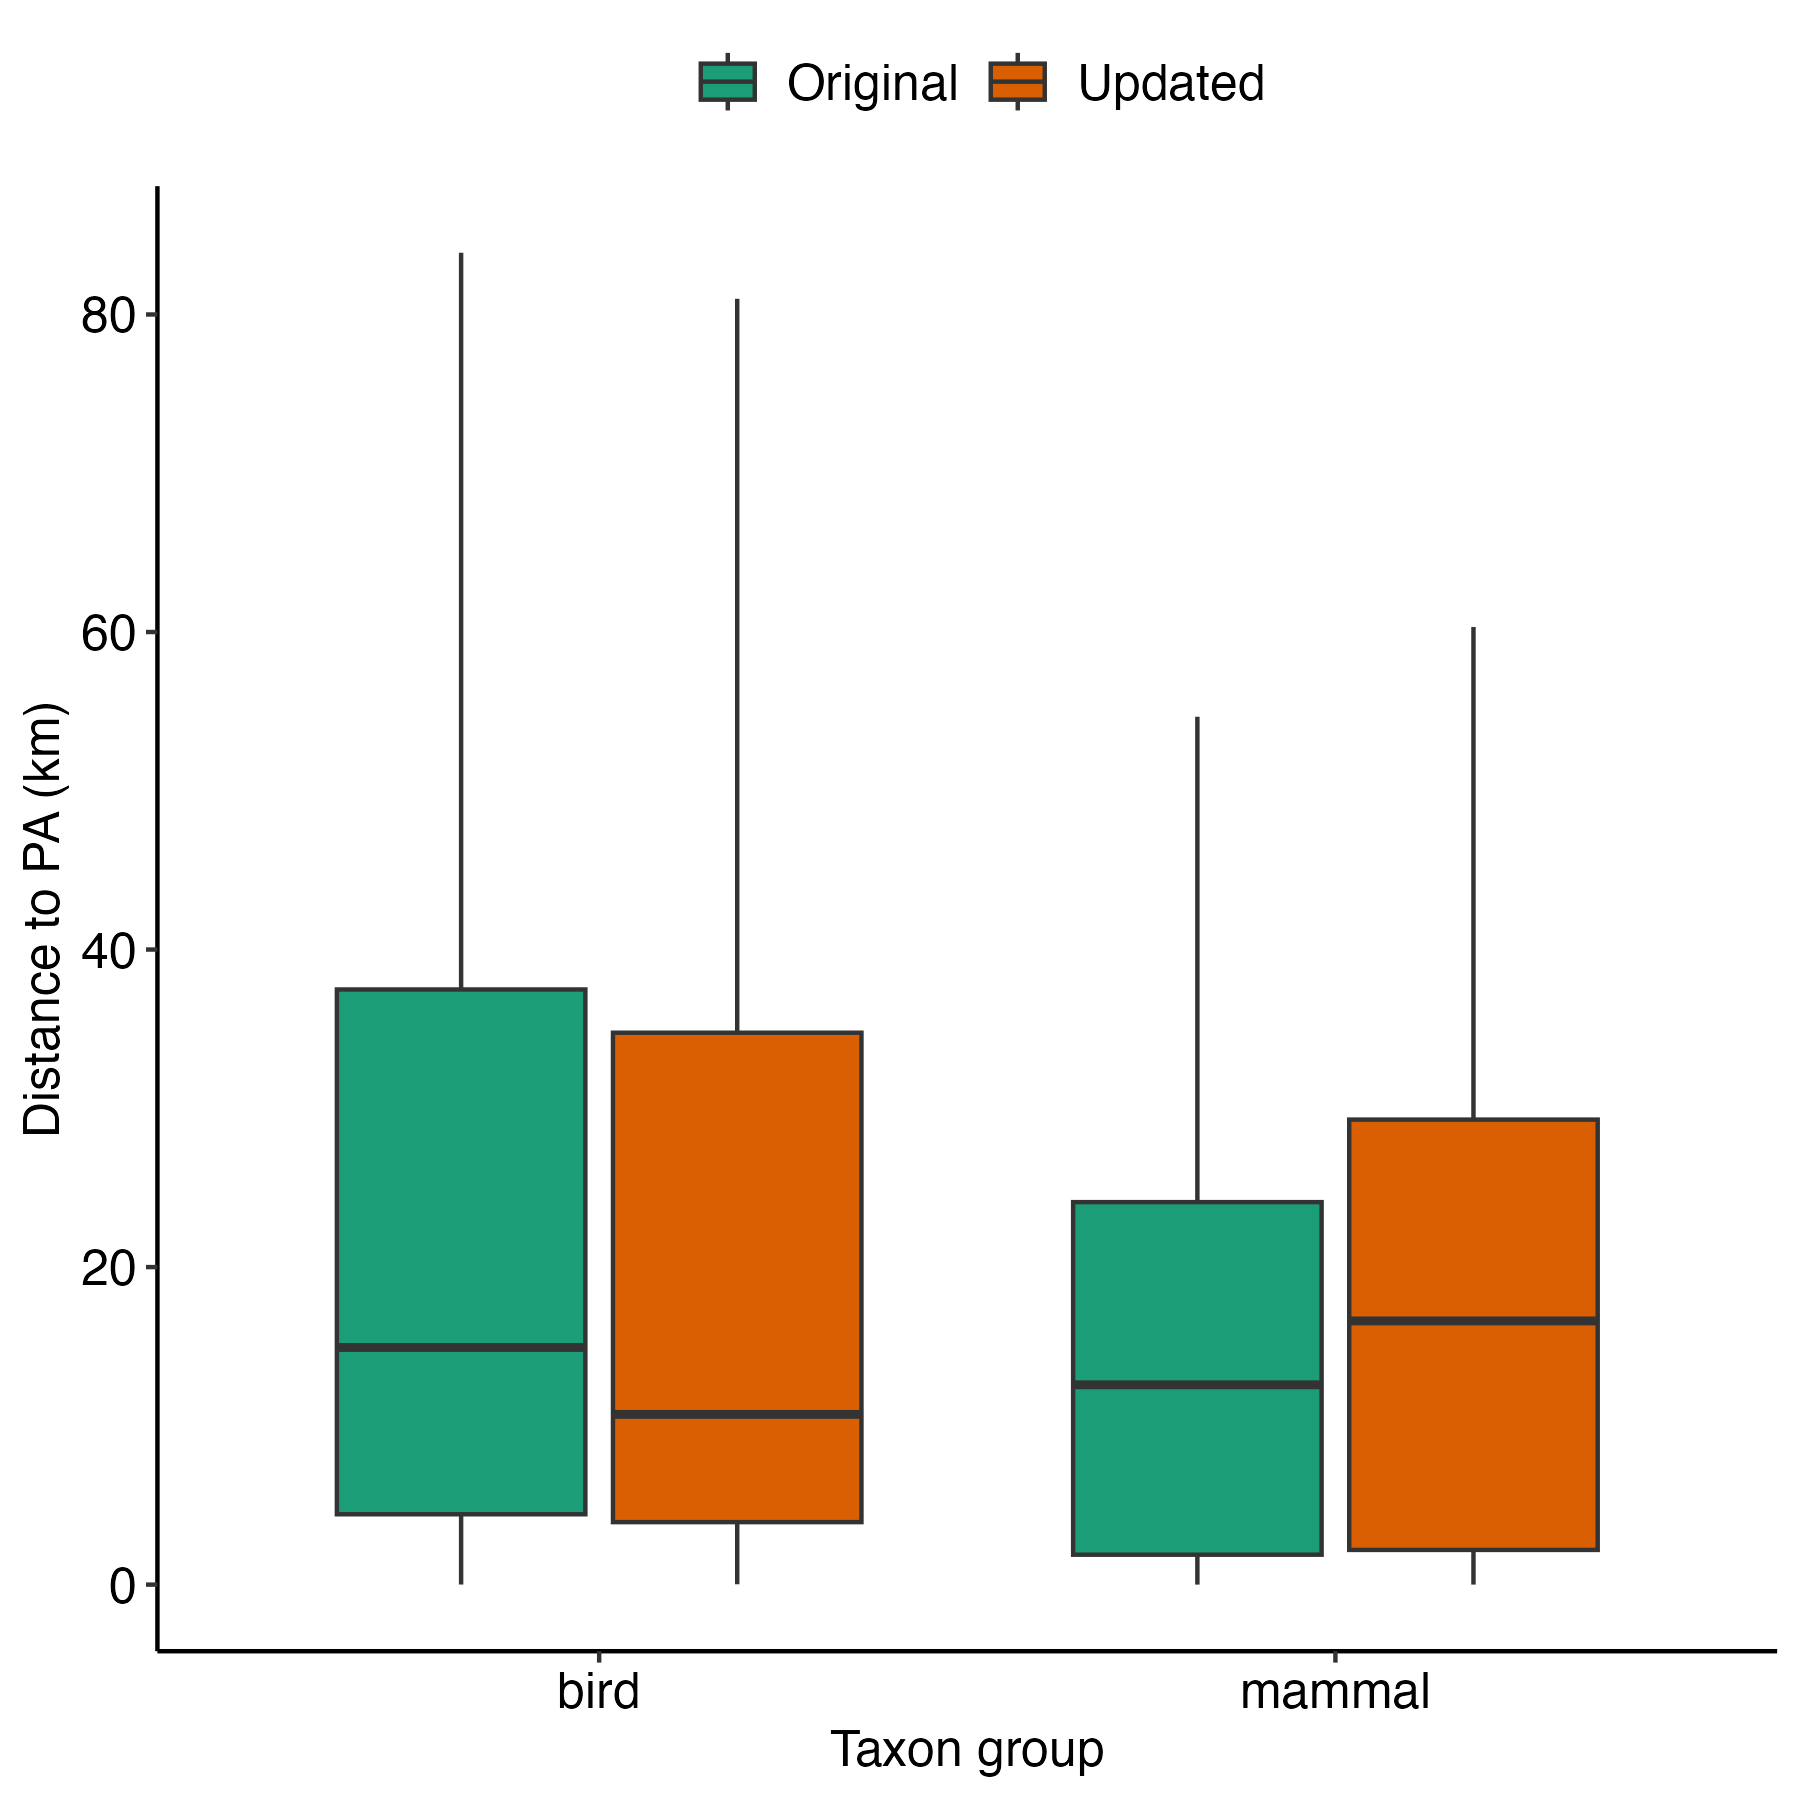 Original Updated
Distance to PA (km)
80
60
40
20
0
bird mammal
Taxon group